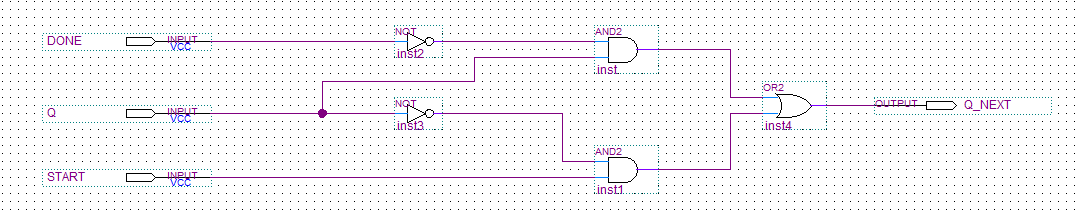 DONE
INPUT
VCC
NOT
inst2
AND2
inst
OR2
inst4
OUTPUT
Q_NEXT
Q
INPUT
VCC
NOT
inst3
AND2
inst1
START
INPUT
VCC